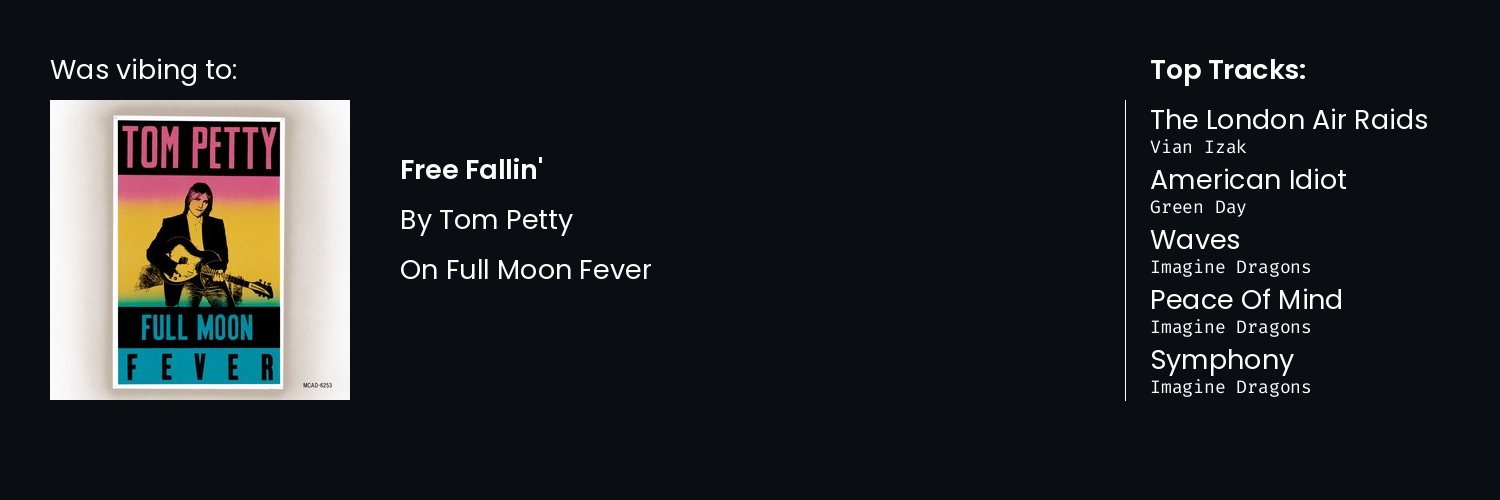 Was vibing to:
TOM PETTY
FULL MOON
FEVER
MCAD-6253
Free Fallin'
By Tom Petty
On Full Moon Fever
Top Tracks:
The London Air Raids
Vian Izak
American Idiot
Green Day
Waves
Imagine Dragons
Peace Of Mind
Imagine Dragons
Symphony
Imagine Dragons